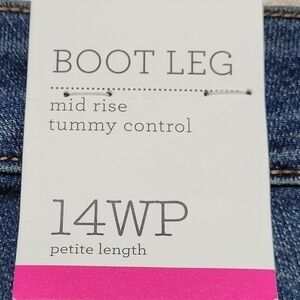 BOOT LEG
mid rise
tummy control
14WP
petite length